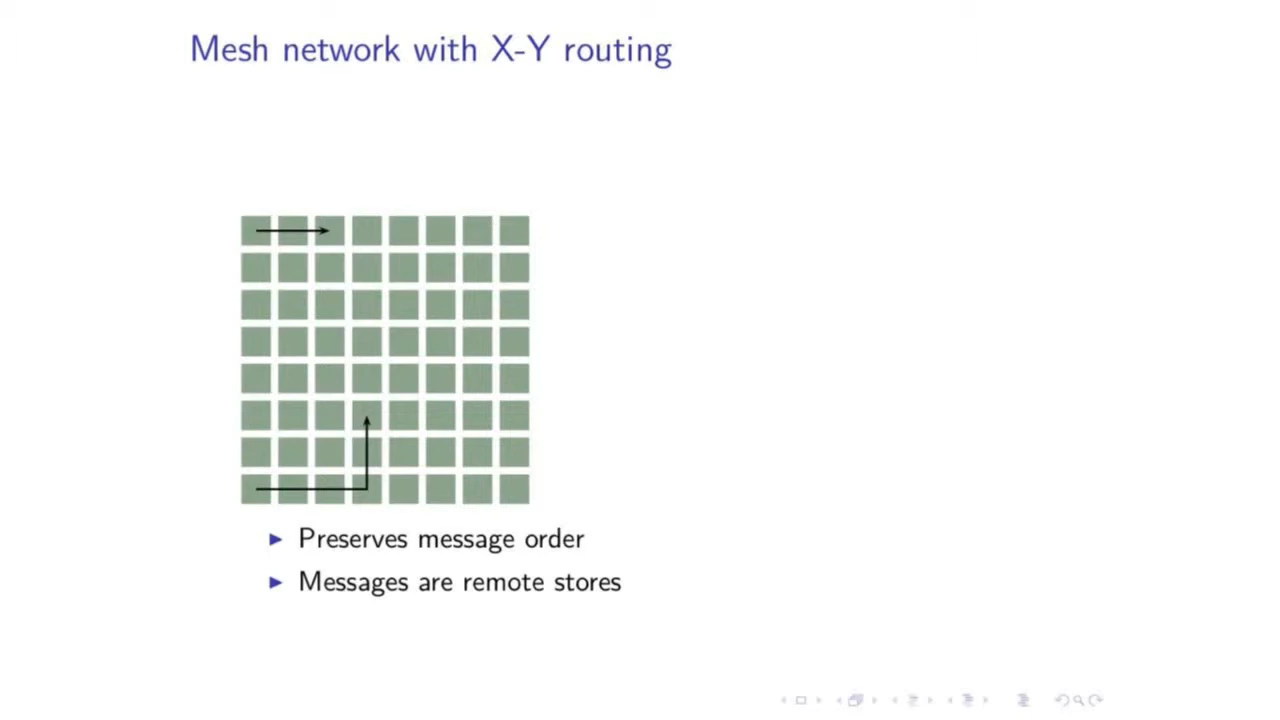 Mesh network with X-Y routing
Preserves message order
Messages are remote stores